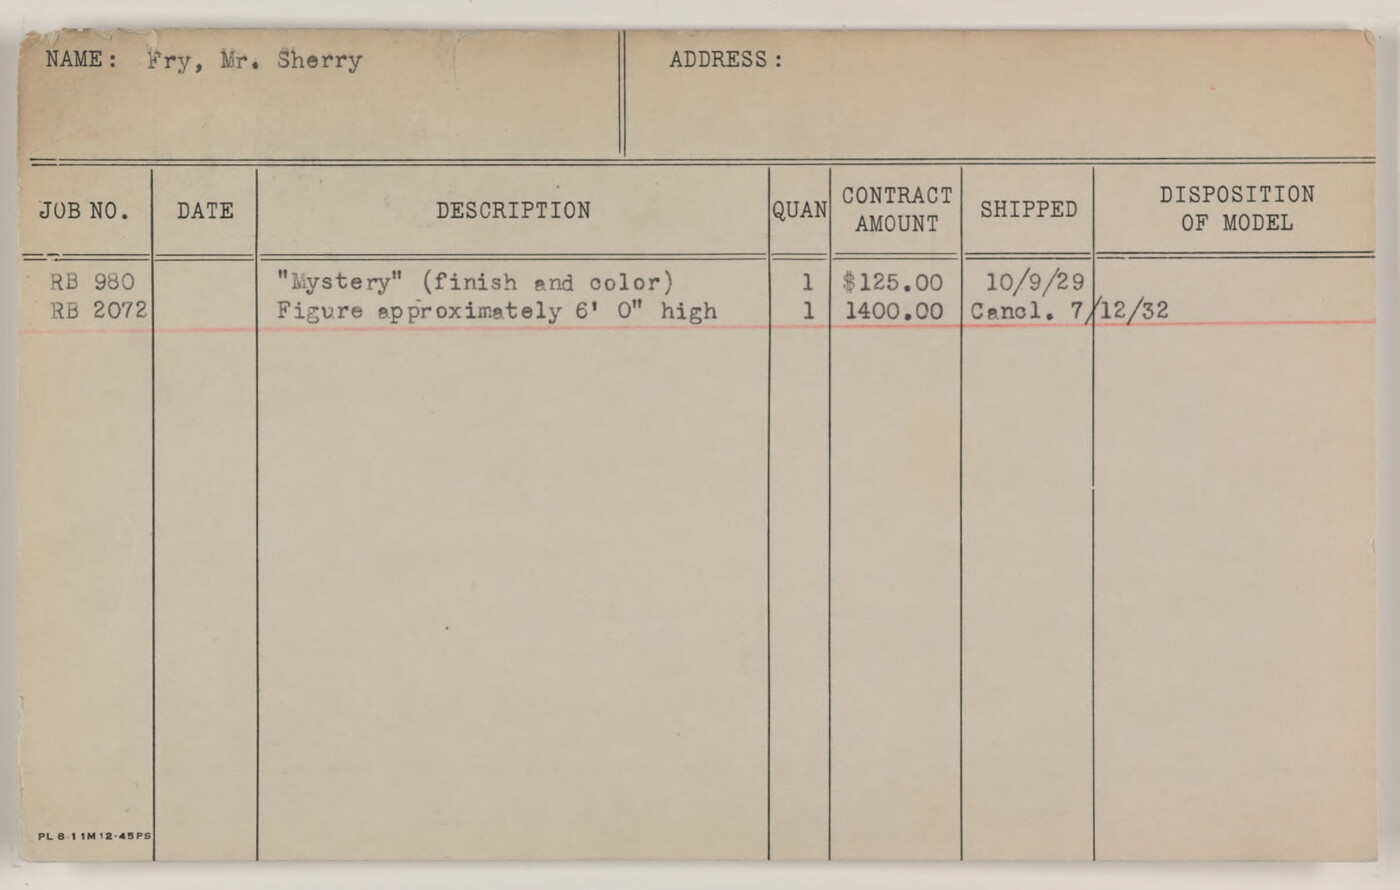 NAME: Fry, Mr. Sherry ADDRESS:
JOB NO. DATE DESCRIPTION QUAN CONTRACT AMOUNT SHIPPED DISPOSITION OF MODEL
RB 980 "Mystery" (finish and color) 1 $125.00 10/9/29
RB 2072 Figure approximately 6' 0" high 1 1400.00 Cancl. 7/12/32
PL 8-1 1M 12-45 PS